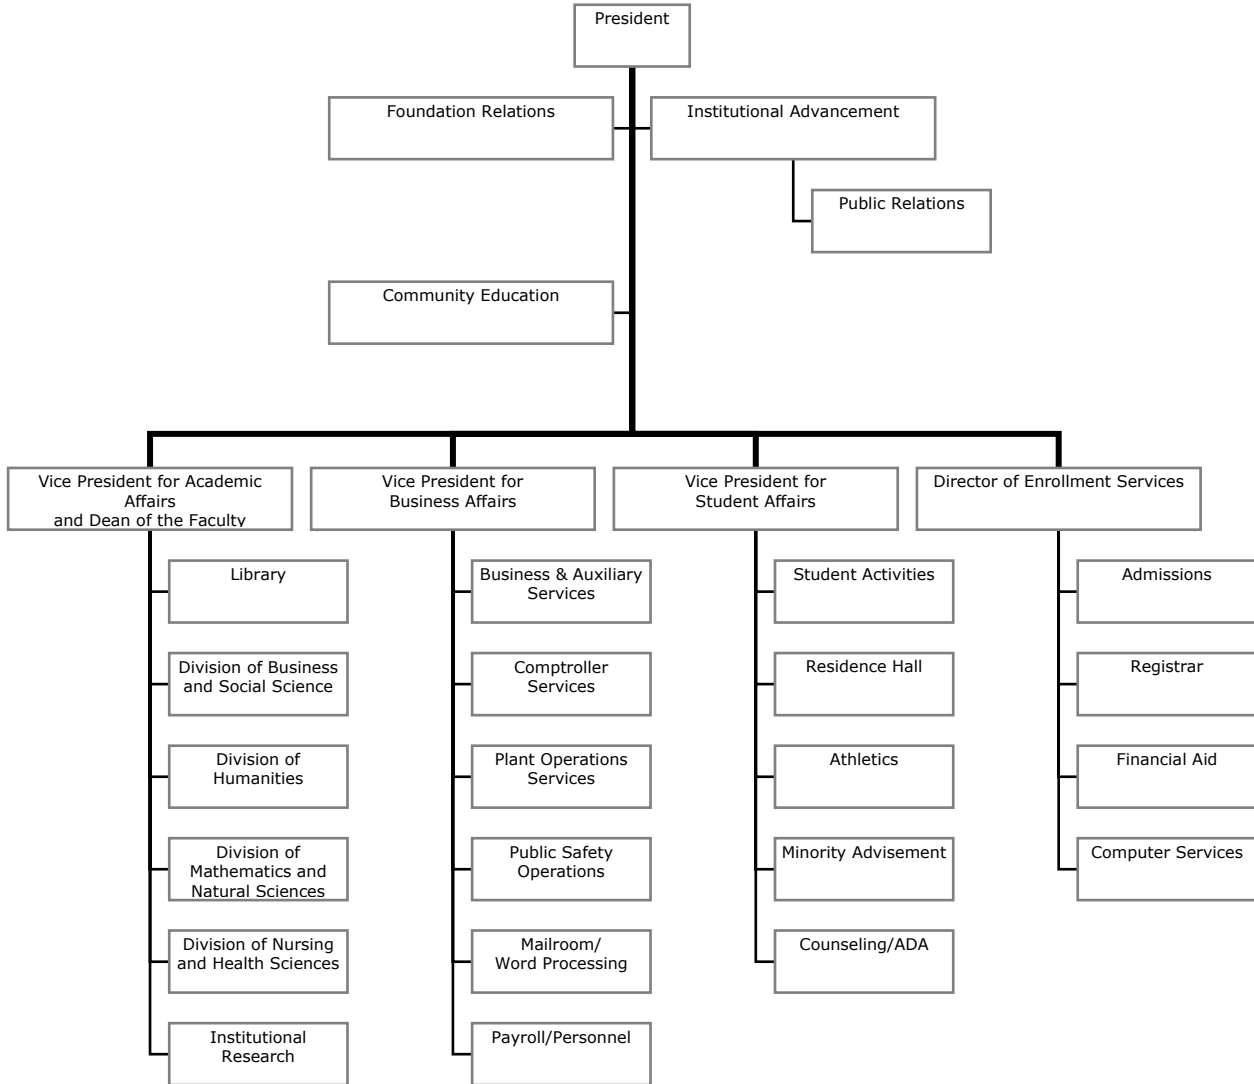 President
Foundation Relations
Institutional Advancement
Public Relations
Community Education
Vice President for Academic
Affairs
and Dean of the Faculty
Vice President for
Business Affairs
Vice President for
Student Affairs
Director of Enrollment Services
Library
Division of Business
and Social Science
Division of
Humanities
Division of
Mathematics and
Natural Sciences
Division of Nursing
and Health Sciences
Institutional
Research
Business & Auxiliary
Services
Comptroller
Services
Plant Operations
Services
Public Safety
Operations
Mailroom/
Word Processing
Payroll/Personnel
Student Activities
Residence Hall
Athletics
Minority Advisement
Counseling/ADA
Admissions
Registrar
Financial Aid
Computer Services